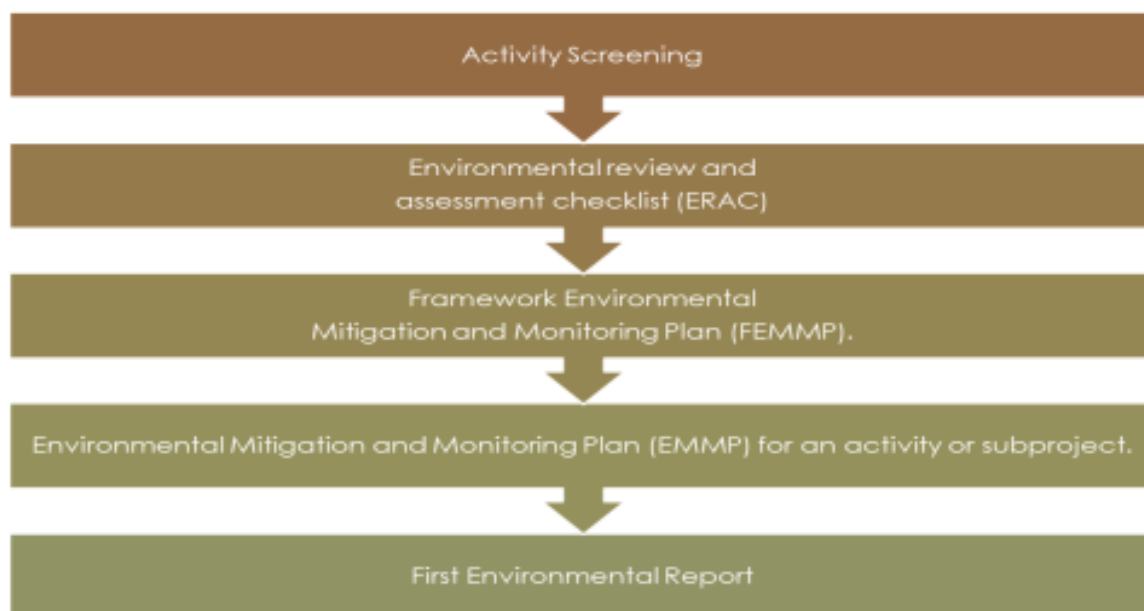 Activity Screening
Environmental review and
assessment checklist (ERAC)
Framework Environmental
Mitigation and Monitoring Plan (FEMMP).
Environmental Mitigation and Monitoring Plan (EMMP) for an activity or subproject.
First Environmental Report